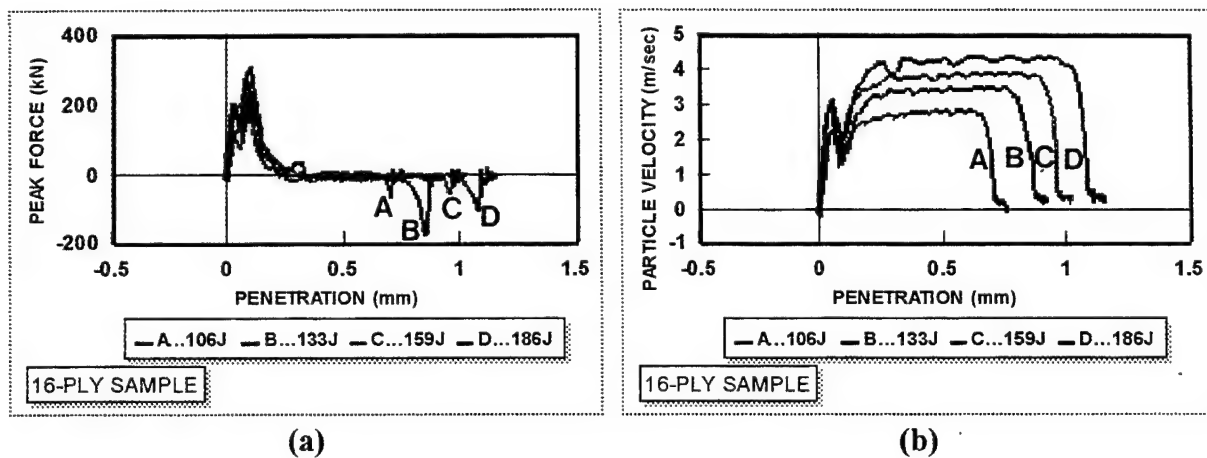 PEAK FORCE (kN)
400
200
0
-200
-0.5
0
0.5
1
1.5
A
B
C
D
PENETRATION (mm)
A...106J B...133J C...159J D...186J
16-PLY SAMPLE
(a)
PARTICLE VELOCITY (m/sec)
5
4
3
2
1
0
-1
-0.5
0
0.5
1
1.5
A
B
C
D
PENETRATION (mm)
A...106J B...133J C...159J D...186J
16-PLY SAMPLE
(b)